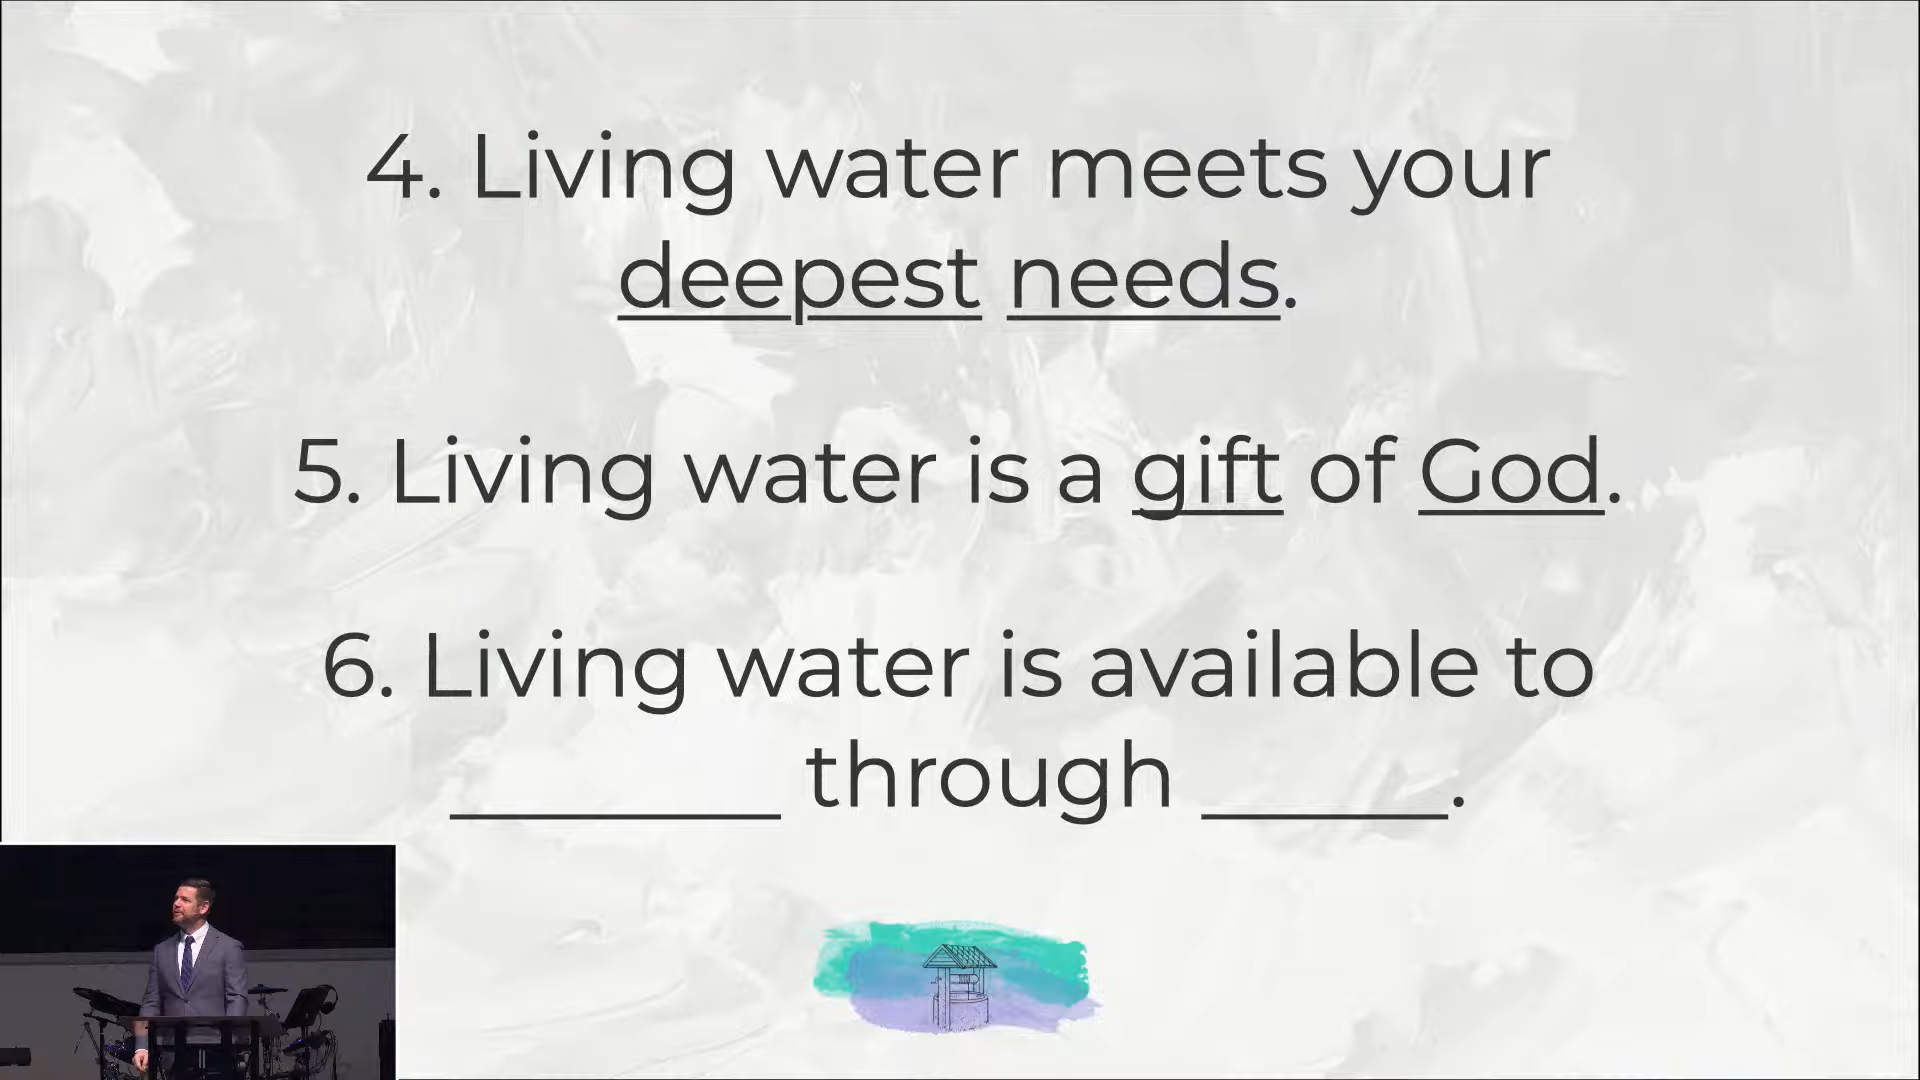 4. Living water meets your
deepest needs.
5. Living water is a gift of God.
6. Living water is available to
________ through ______.